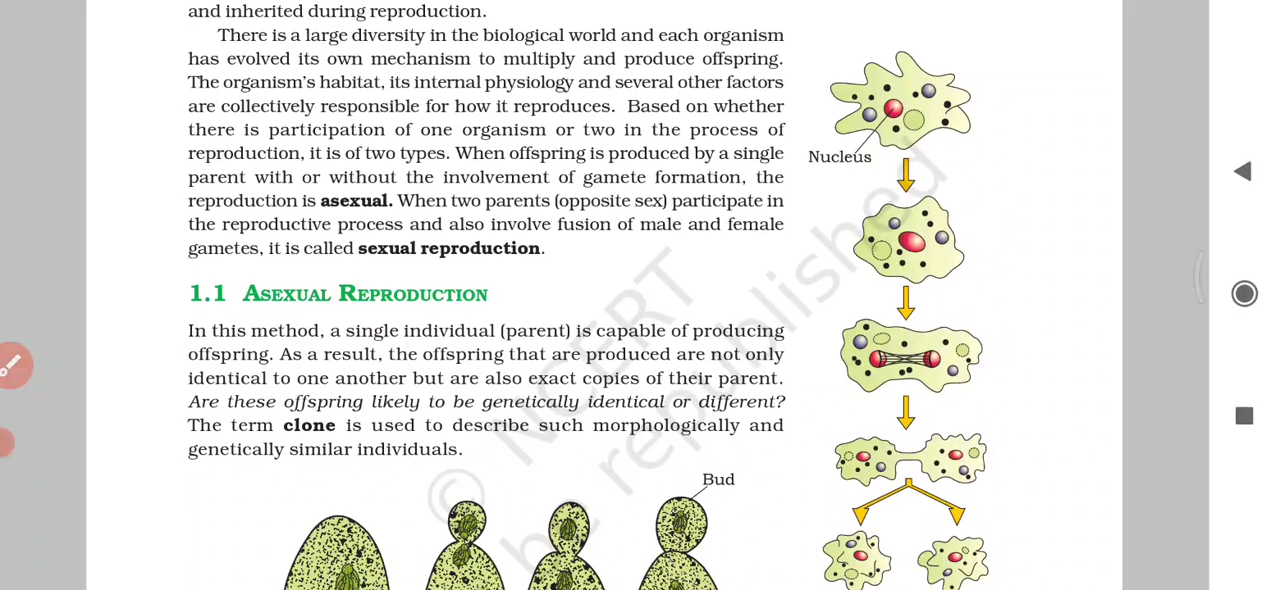 and inherited during reproduction.
There is a large diversity in the biological world and each organism
has evolved its own mechanism to multiply and produce offspring.
The organism's habitat, its internal physiology and several other factors
are collectively responsible for how it reproduces. Based on whether
there is participation of one organism or two in the process of
reproduction, it is of two types. When offspring is produced by a single
parent with or without the involvement of gamete formation, the
reproduction is asexual. When two parents (opposite sex) participate in
the reproductive process and also involve fusion of male and female
gametes, it is called sexual reproduction.
1.1 ASEXUAL REPRODUCTION
In this method, a single individual (parent) is capable of producing
offspring. As a result, the offspring that are produced are not only
identical to one another but are also exact copies of their parent.
Are these offspring likely to be genetically identical or different?
The term clone is used to describe such morphologically and
genetically similar individuals.
Bud
Nucleus
© NCERT
be republished